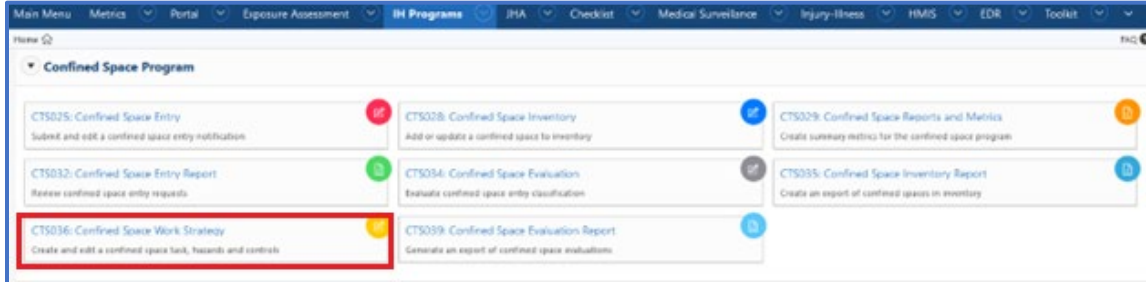 Main Menu Metrics Portal Exposure Assessment IH Programs JHA Checklist Medical Surveillance Injury-Illness HMIS EDR Toolkit
Home FAQ
Confined Space Program
CTS025: Confined Space Entry CTS028: Confined Space Inventory CTS029: Confined Space Reports and Metrics
Submit and edit a confined space entry notification Add or update a confined space to inventory Create summary metrics for the confined space program
CTS032: Confined Space Entry Report CTS034: Confined Space Evaluation CTS035: Confined Space Inventory Report
Review confined space entry requests Evaluate confined space entry classification Create an export of confined spaces in inventory
CTS036: Confined Space Work Strategy CTS039: Confined Space Evaluation Report
Create and edit a confined space task, hazards and controls Generate an export of confined space evaluations